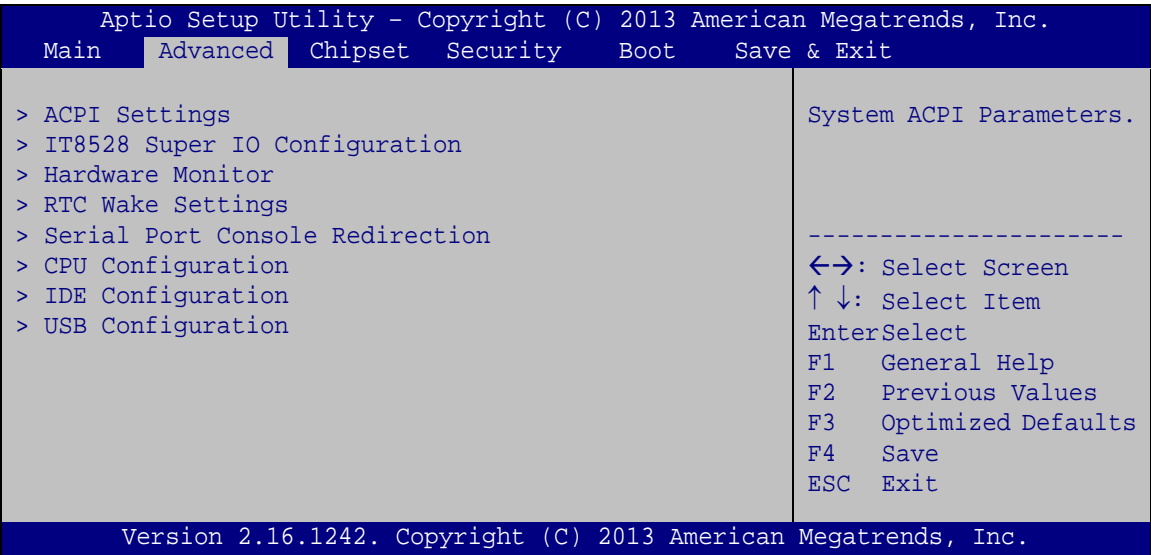 Aptio Setup Utility – Copyright (C) 2013 American Megatrends, Inc.
Main Advanced Chipset Security Boot Save & Exit
> ACPI Settings
> IT8528 Super IO Configuration
> Hardware Monitor
> RTC Wake Settings
> Serial Port Console Redirection
> CPU Configuration
> IDE Configuration
> USB Configuration
System ACPI Parameters.
----------------------
←→: Select Screen
↑ ↓: Select Item
EnterSelect
F1 General Help
F2 Previous Values
F3 Optimized Defaults
F4 Save
ESC Exit
Version 2.16.1242. Copyright (C) 2013 American Megatrends, Inc.